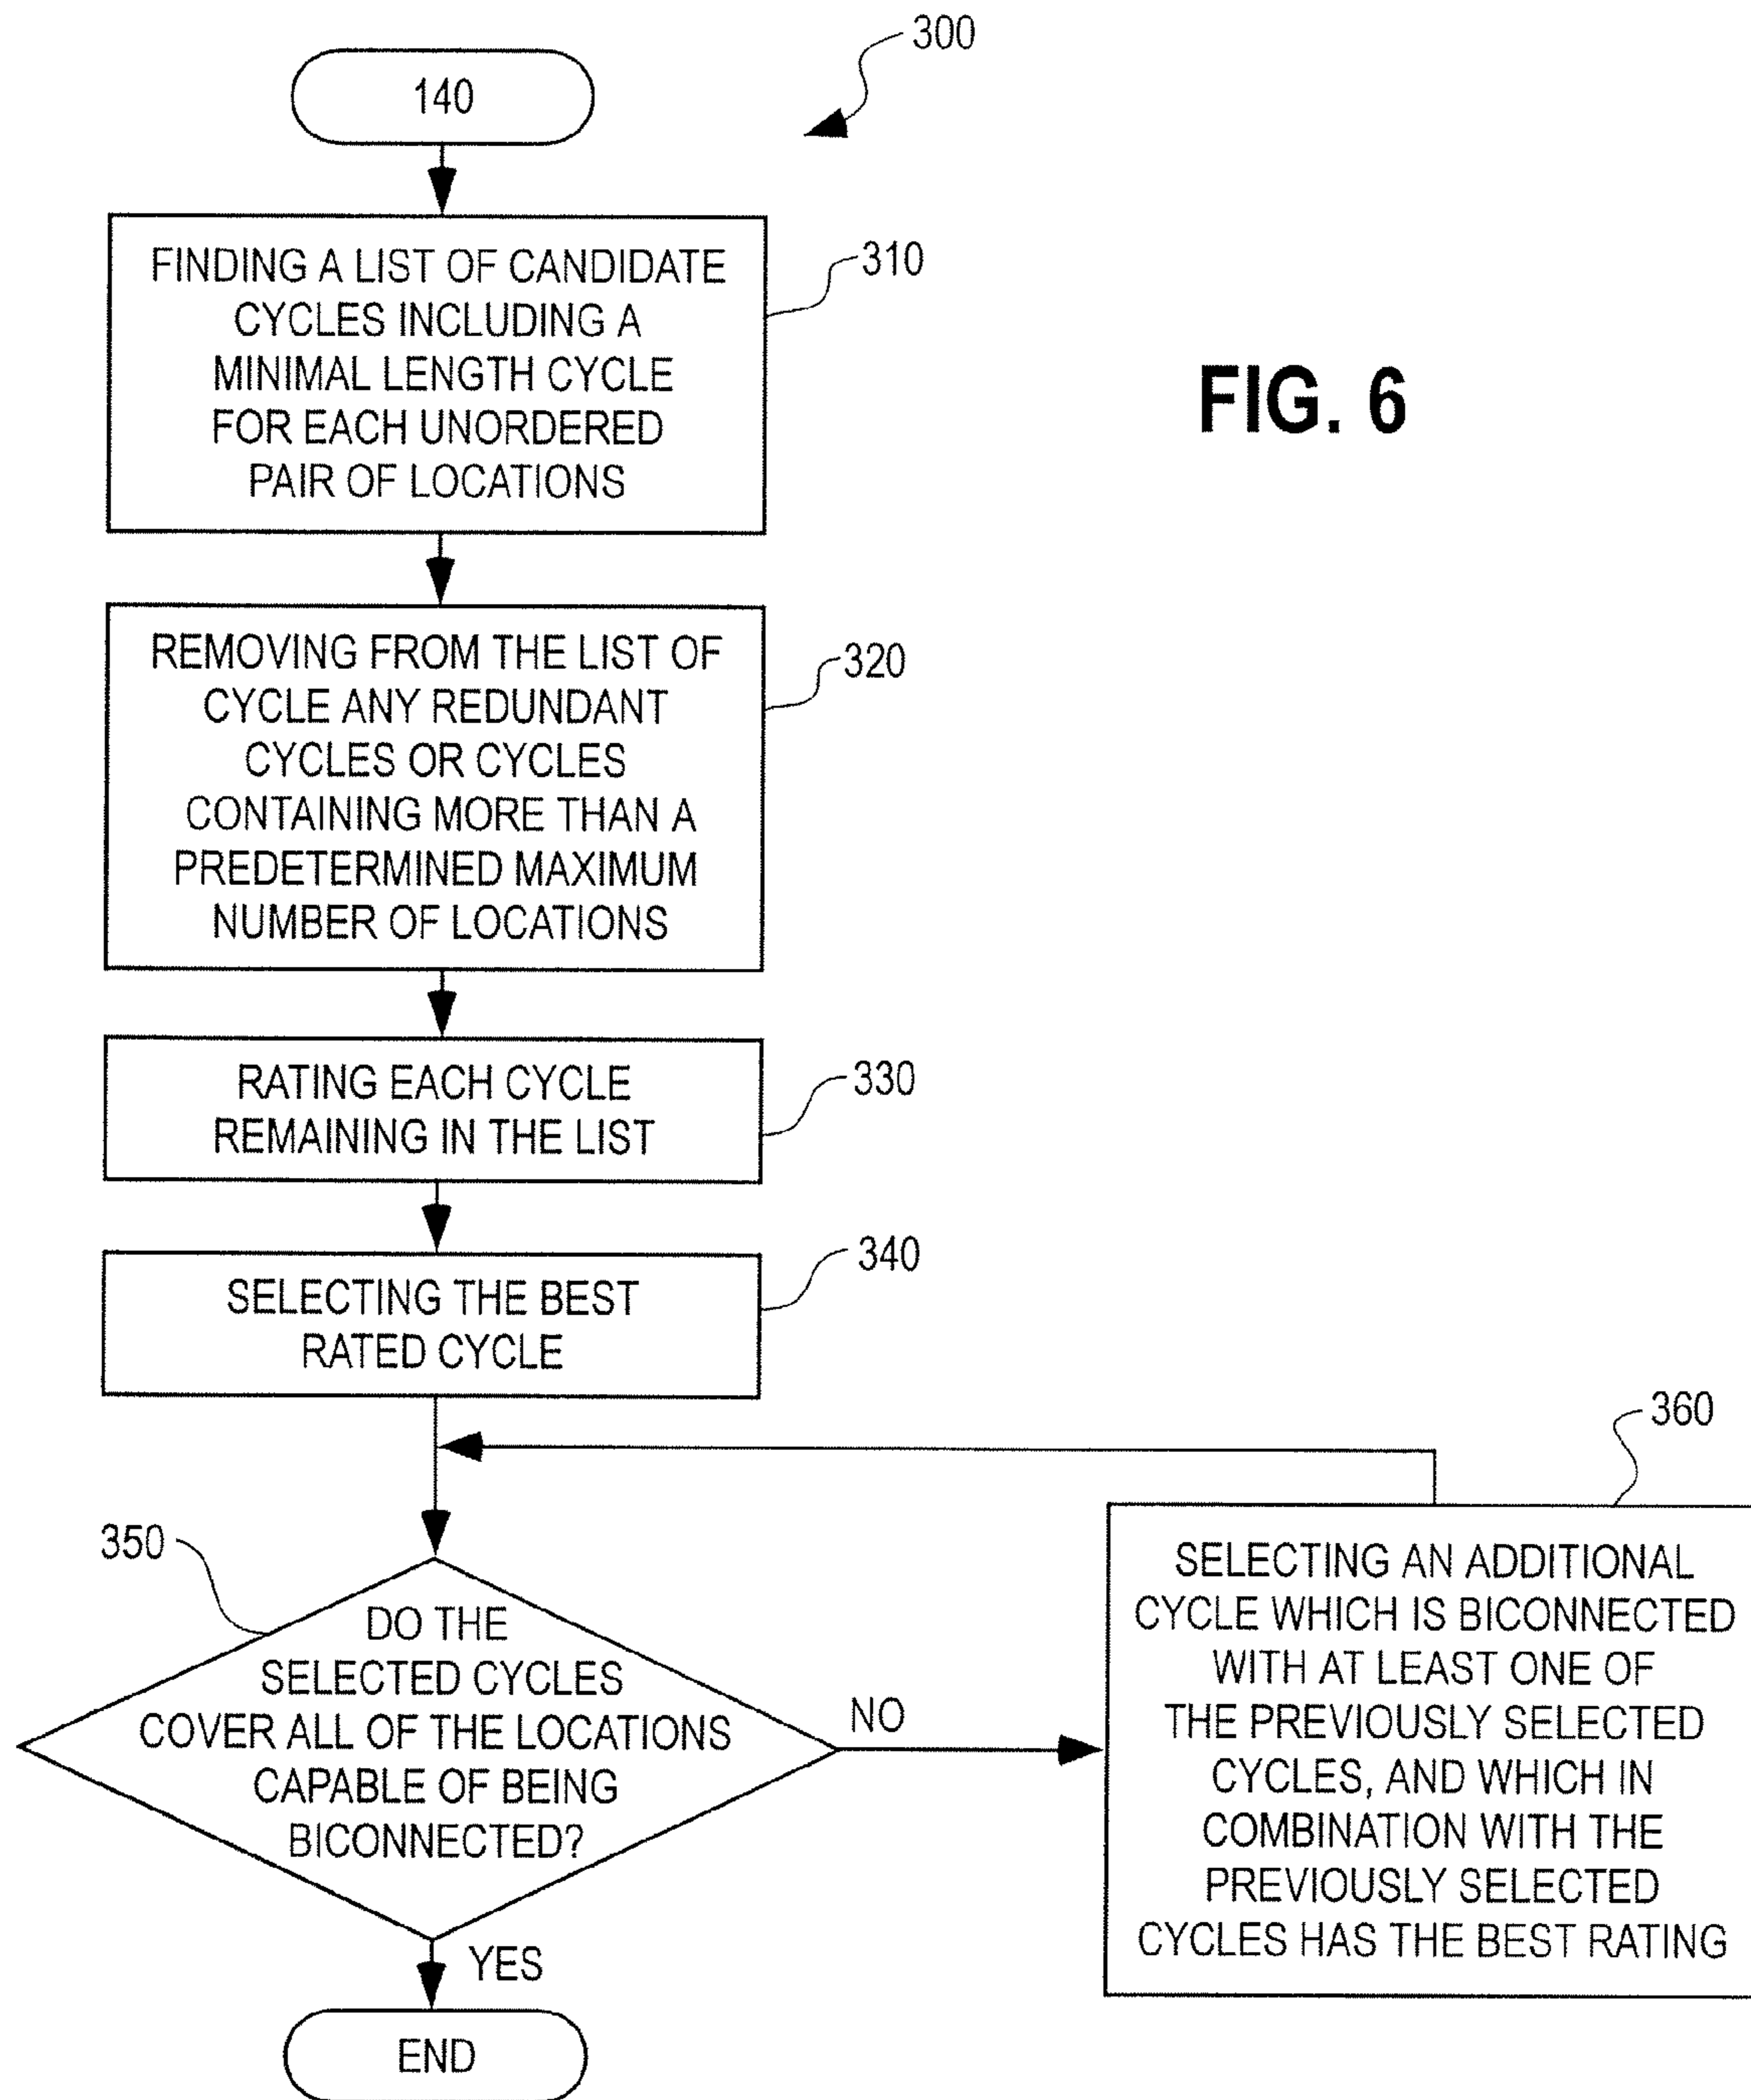 300
140
FINDING A LIST OF CANDIDATE
CYCLES INCLUDING A
MINIMAL LENGTH CYCLE
FOR EACH UNORDERED
PAIR OF LOCATIONS
310
FIG. 6
REMOVING FROM THE LIST OF
CYCLE ANY REDUNDANT
CYCLES OR CYCLES
CONTAINING MORE THAN A
PREDETERMINED MAXIMUM
NUMBER OF LOCATIONS
320
RATING EACH CYCLE
REMAINING IN THE LIST
330
SELECTING THE BEST
RATED CYCLE
340
350
DO THE
SELECTED CYCLES
COVER ALL OF THE LOCATIONS
CAPABLE OF BEING
BICONNECTED?
NO
360
SELECTING AN ADDITIONAL
CYCLE WHICH IS BICONNECTED
WITH AT LEAST ONE OF
THE PREVIOUSLY SELECTED
CYCLES, AND WHICH IN
COMBINATION WITH THE
PREVIOUSLY SELECTED
CYCLES HAS THE BEST RATING
YES
END